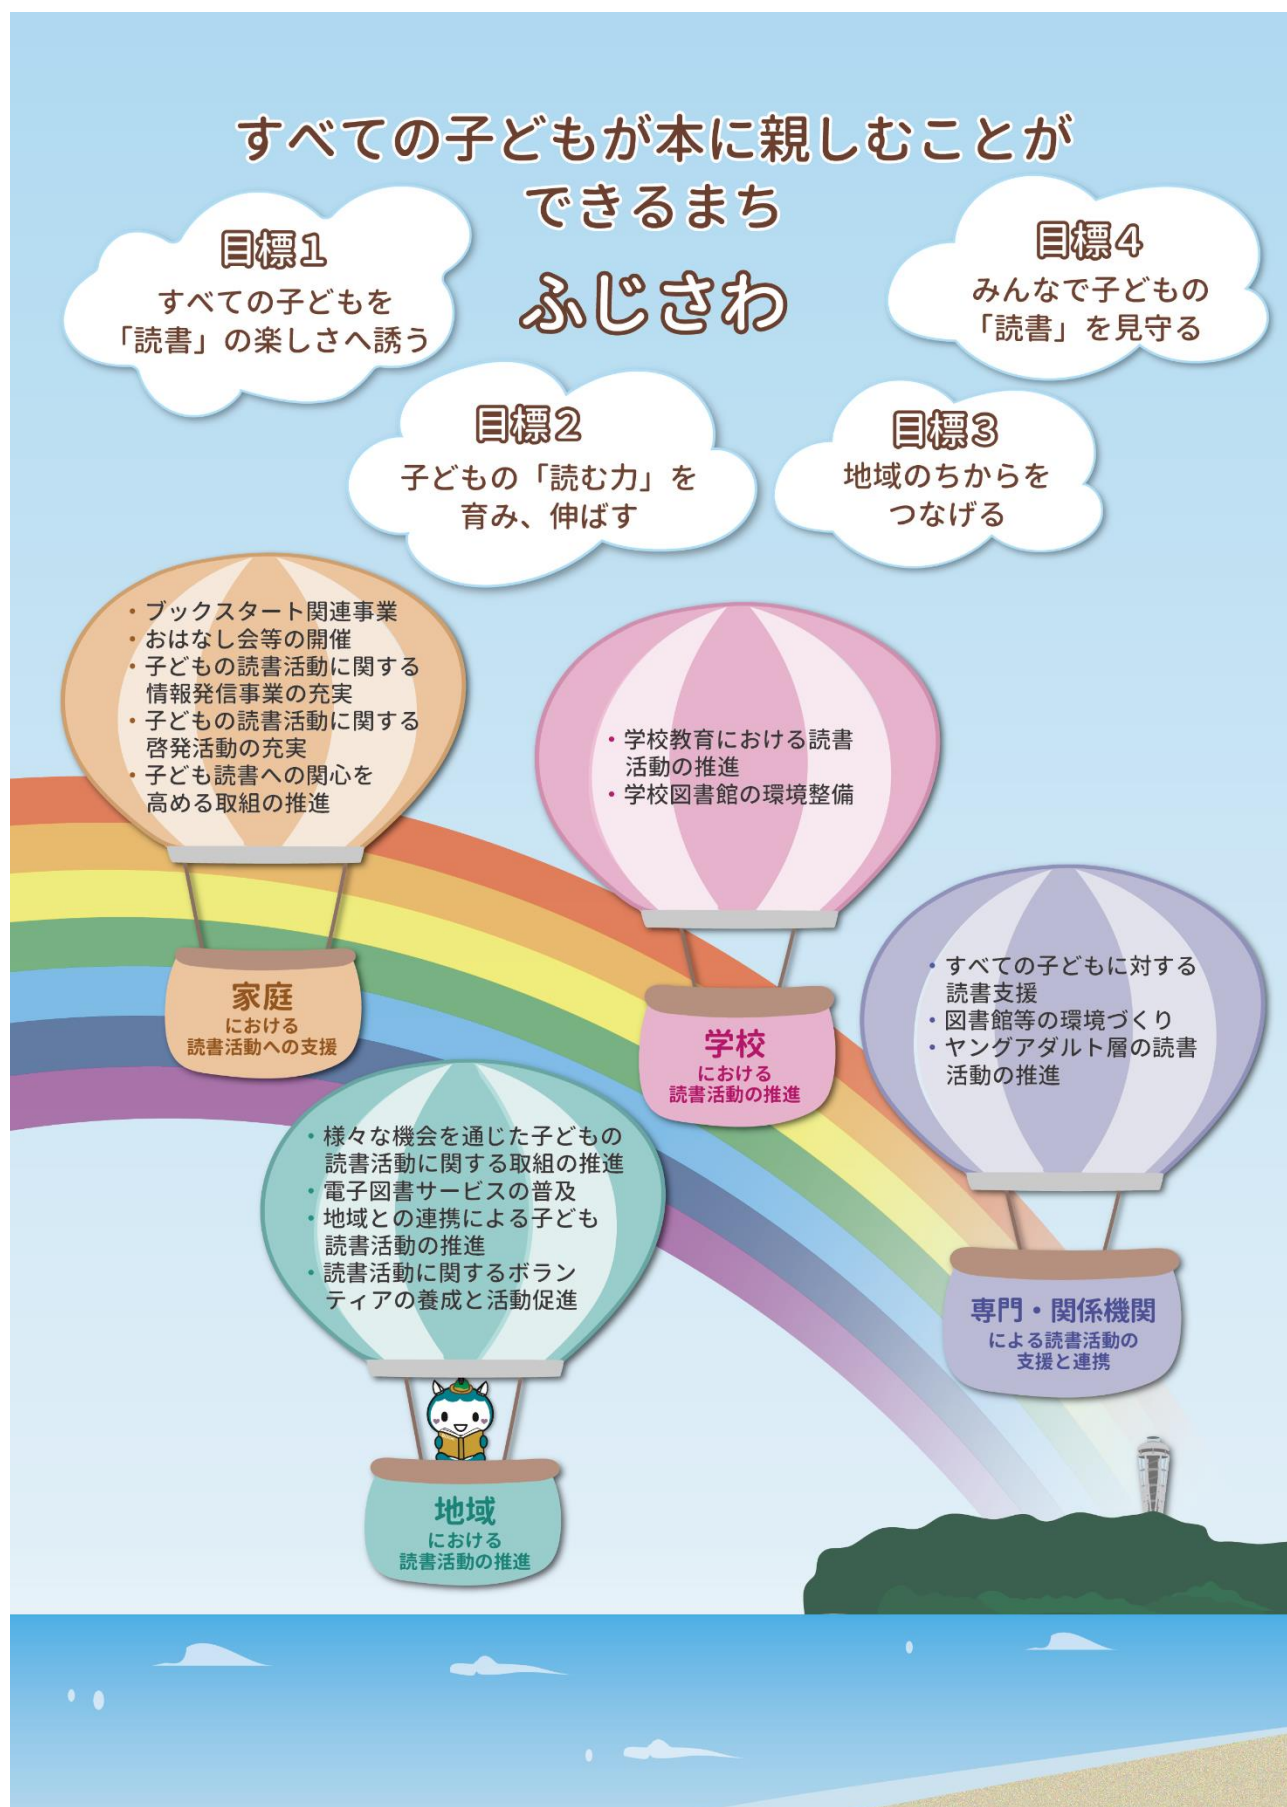 すべての子どもが本に親しむことが
できるまち
ふじさわ
目標１
すべての子どもを
「読書」の楽しさへ誘う
目標２
子どもの「読む力」を
育み、伸ばす
目標３
地域のちからを
つなげる
目標４
みんなで子どもの
「読書」を見守る
・ブックスタート関連事業
・おはなし会等の開催
・子どもの読書活動に関する
情報発信事業の充実
・子どもの読書活動に関する
啓発活動の充実
・子ども読書への関心を
高める取組の推進
家庭
における
読書活動への支援
・学校教育における読書
活動の推進
・学校図書館の環境整備
学校
における
読書活動の推進
・すべての子どもに対する
読書支援
・図書館等の環境づくり
・ヤングアダルト層の読書
活動の推進
専門・関係機関
による読書活動の
支援と連携
・様々な機会を通じた子どもの
読書活動に関する取組の推進
・電子図書サービスの普及
・地域との連携による子ども
読書活動の推進
・読書活動に関するボラン
ティアの養成と活動促進
地域
における
読書活動の推進